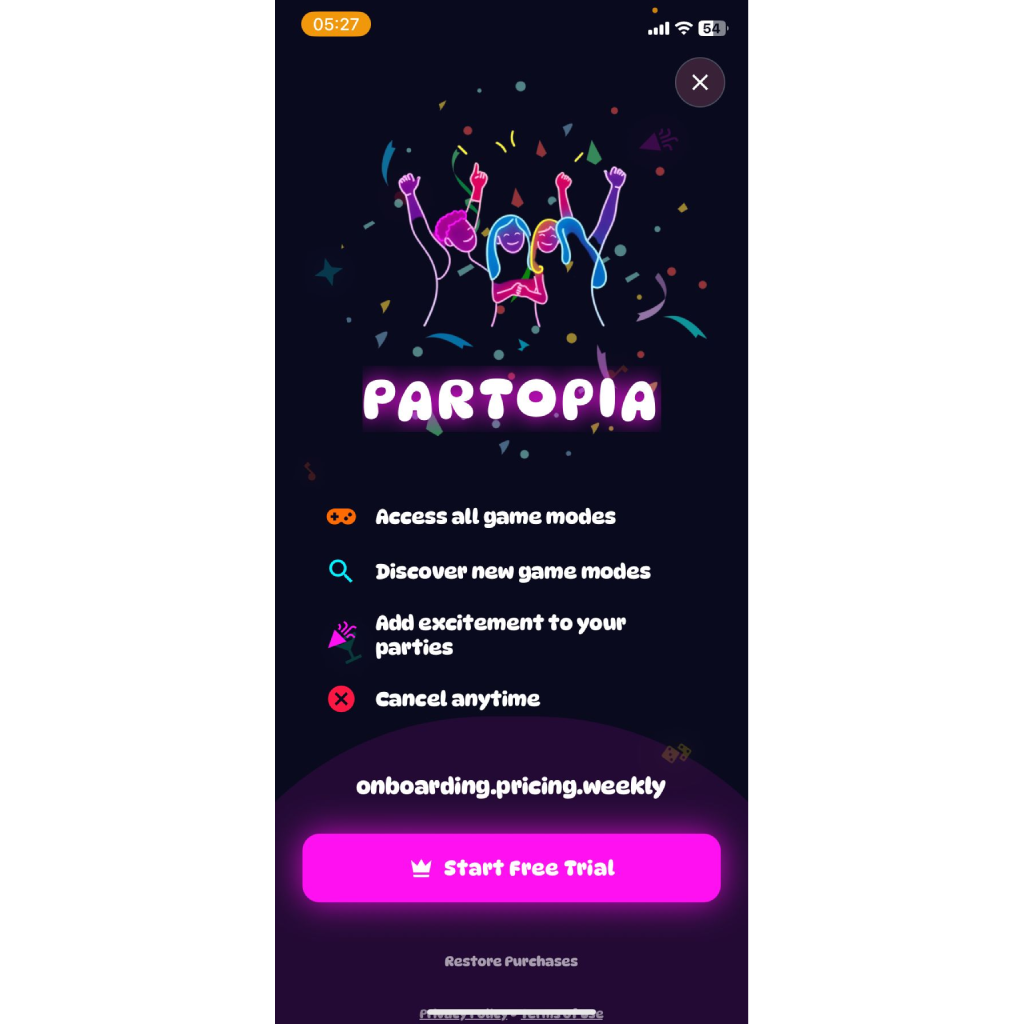 05:27
54
PARTOPIA
Access all game modes
Discover new game modes
Add excitement to your
parties
Cancel anytime
onboarding.pricing.weekly
Start Free Trial
Restore Purchases
Privacy Policy • Terms of Use